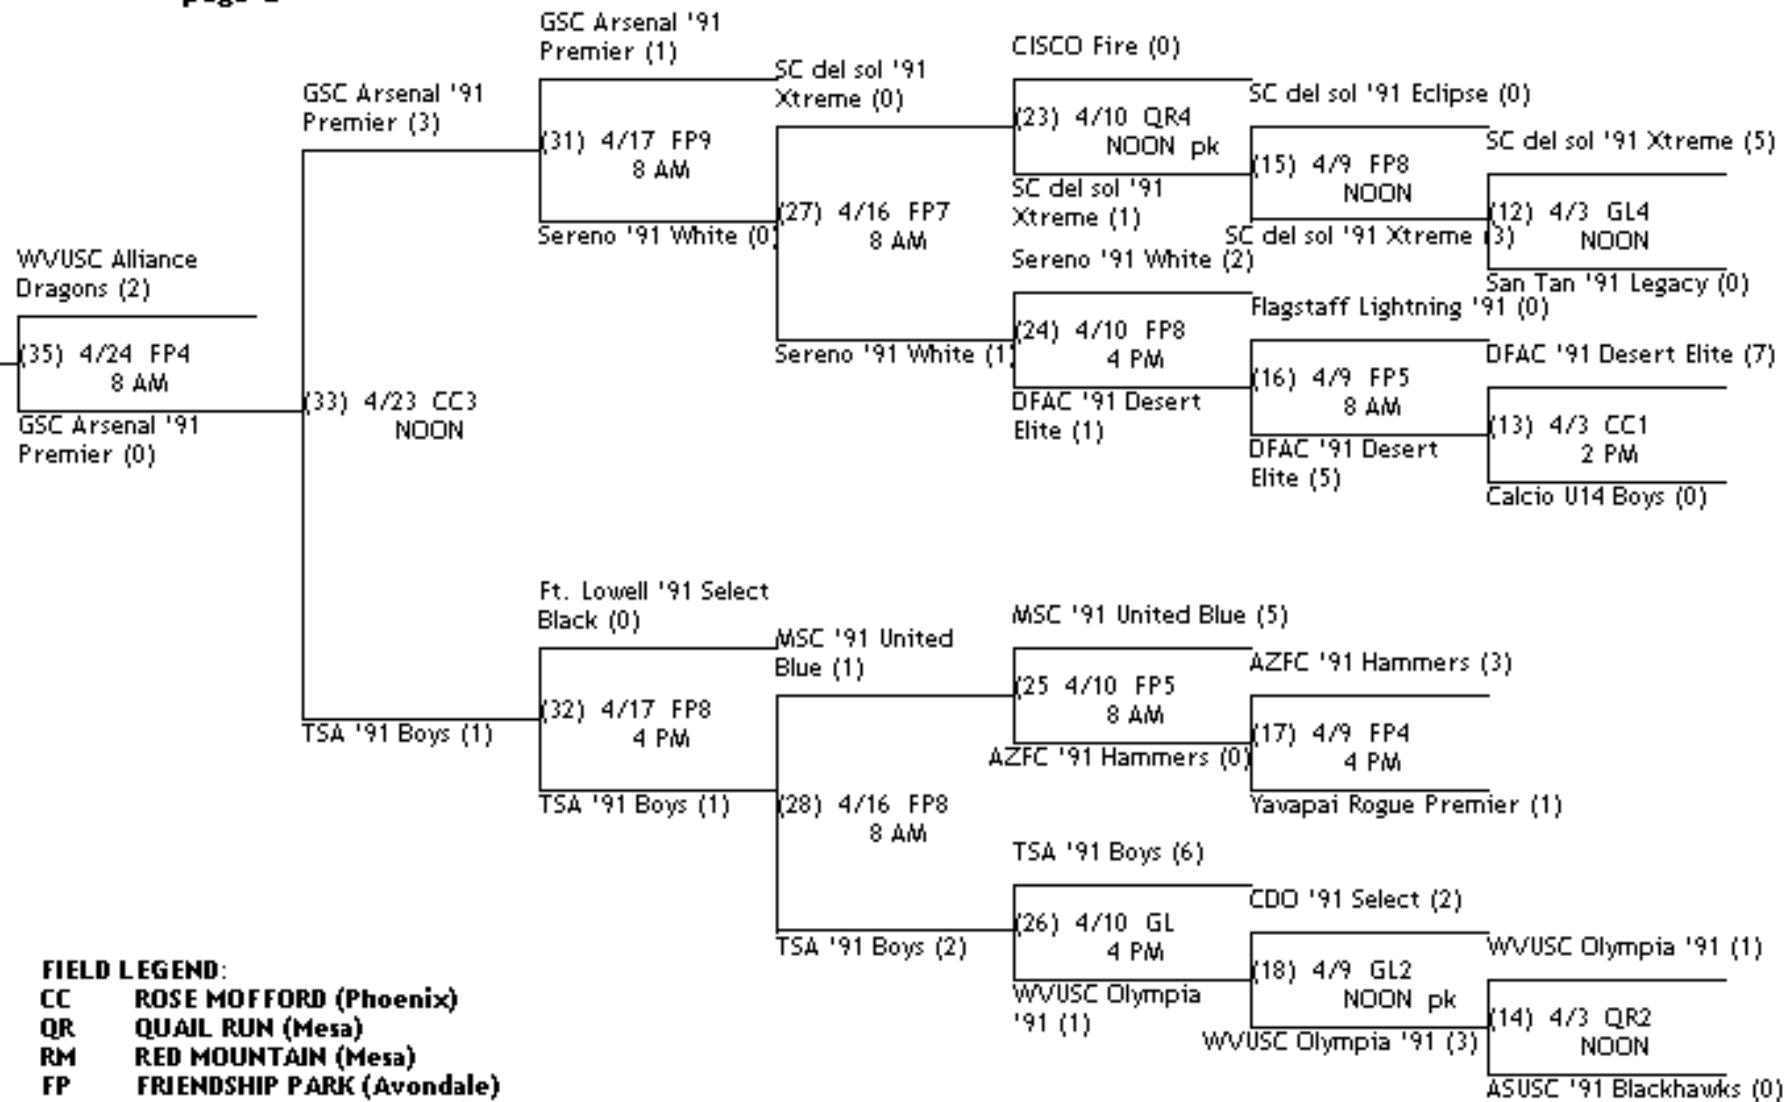 GSC Arsenal '91
Premier (1)
CISCO Fire (0)
SC del sol '91
Xtreme (0)
GSC Arsenal '91
Premier (3)
SC del sol '91 Eclipse (0)
(23) 4/10 QR4
NOON pk
(31) 4/17 FP9
8 AM
SC del sol '91 Xtreme (5)
(15) 4/9 FP8
NOON
SC del sol '91
Xtreme (1)
(27) 4/16 FP7
8 AM
(12) 4/3 GL4
NOON
Sereno '91 White (0)
SC del sol '91 Xtreme (3)
WVUSC Alliance
Dragons (2)
Sereno '91 White (2)
San Tan '91 Legacy (0)
Flagstaff Lightning '91 (0)
(24) 4/10 FP8
4 PM
(35) 4/24 FP4
8 AM
Sereno '91 White (1)
DFAC '91 Desert Elite (7)
(16) 4/9 FP5
8 AM
(33) 4/23 CC3
NOON
DFAC '91 Desert
Elite (1)
GSC Arsenal '91
Premier (0)
(13) 4/3 CC1
2 PM
DFAC '91 Desert
Elite (5)
Calcio U14 Boys (0)
Ft. Lowell '91 Select
Black (0)
MSC '91 United Blue (5)
MSC '91 United
Blue (1)
AZFC '91 Hammers (3)
(25 4/10 FP5
8 AM
(32) 4/17 FP8
4 PM
TSA '91 Boys (1)
(17) 4/9 FP4
4 PM
AZFC '91 Hammers (0)
TSA '91 Boys (1)
(28) 4/16 FP8
8 AM
Yavapai Rogue Premier (1)
TSA '91 Boys (6)
CDO '91 Select (2)
(26) 4/10 GL
4 PM
TSA '91 Boys (2)
WVUSC Olympia '91 (1)
(18) 4/9 GL2
NOON pk
WVUSC Olympia
'91 (1)
(14) 4/3 QR2
NOON
WVUSC Olympia '91 (3)
ASUSC '91 Blackhawks (0)
FIELD LEGEND:
CC ROSE MOFFORD (Phoenix)
QR QUAIL RUN (Mesa)
RM RED MOUNTAIN (Mesa)
FP FRIENDSHIP PARK (Avondale)